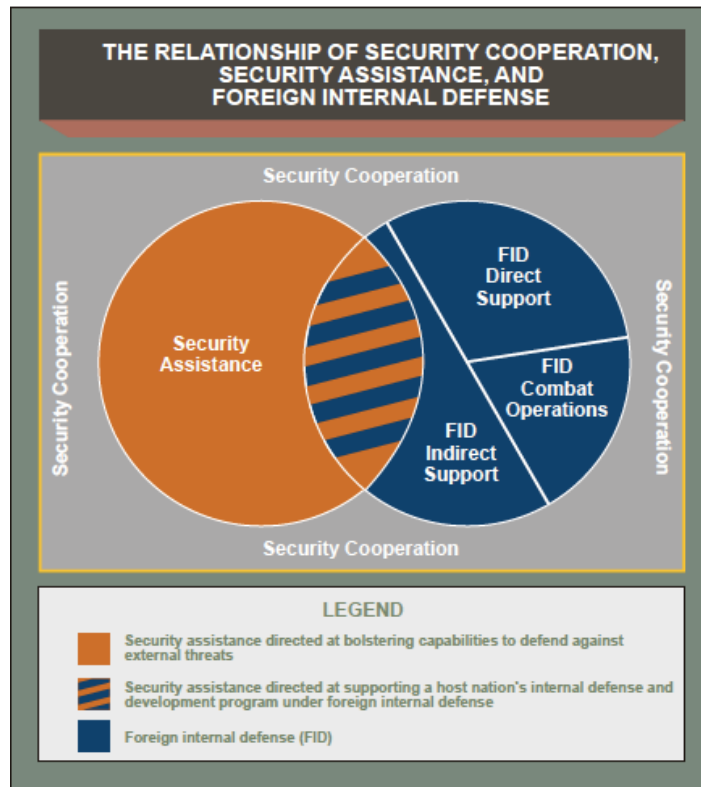 THE RELATIONSHIP OF SECURITY COOPERATION,
SECURITY ASSISTANCE, AND
FOREIGN INTERNAL DEFENSE
Security Cooperation
Security Cooperation
Security
Assistance
FID
Direct
Support
FID
Combat
Operations
FID
Indirect
Support
Security Cooperation
Security Cooperation
LEGEND
Security assistance directed at bolstering capabilities to defend against
external threats
Security assistance directed at supporting a host nation's internal defense and
development program under foreign internal defense
Foreign internal defense (FID)